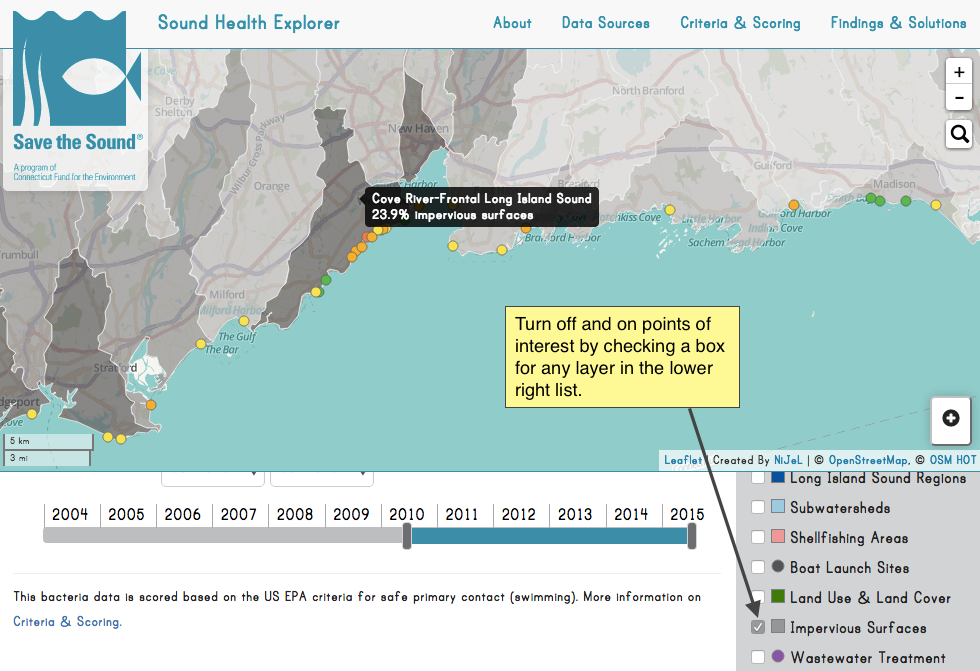 Sound Health Explorer
About Data Sources Criteria & Scoring Findings & Solutions
Save the Sound®
A program of
Connecticut Fund for the Environment
Derby
Shelton
Wilbur Cross Parkway
Orange
New Haven
North Branford
Guilford
Madison
Harbor
Cove River-Frontal Long Island Sound
23.9% impervious surfaces
Branford Harbor
Little Harbor
Harbor
Indian Cove
Sachem Head Harbor
Milford
Milford Harbor
The Gulf
The Bar
Stratford
+
-
Turn off and on points of
interest by checking a box
for any layer in the lower
right list.
5 km
3 mi
Leaflet | Created By NiJeL | © OpenStreetMap, © OSM HOT
2004 2005 2006 2007 2008 2009 2010 2011 2012 2013 2014 2015
This bacteria data is scored based on the US EPA criteria for safe primary contact (swimming). More information on
Criteria & Scoring.
Long Island Sound Regions
Subwatersheds
Shellfishing Areas
Boat Launch Sites
Land Use & Land Cover
Impervious Surfaces
Wastewater Treatment